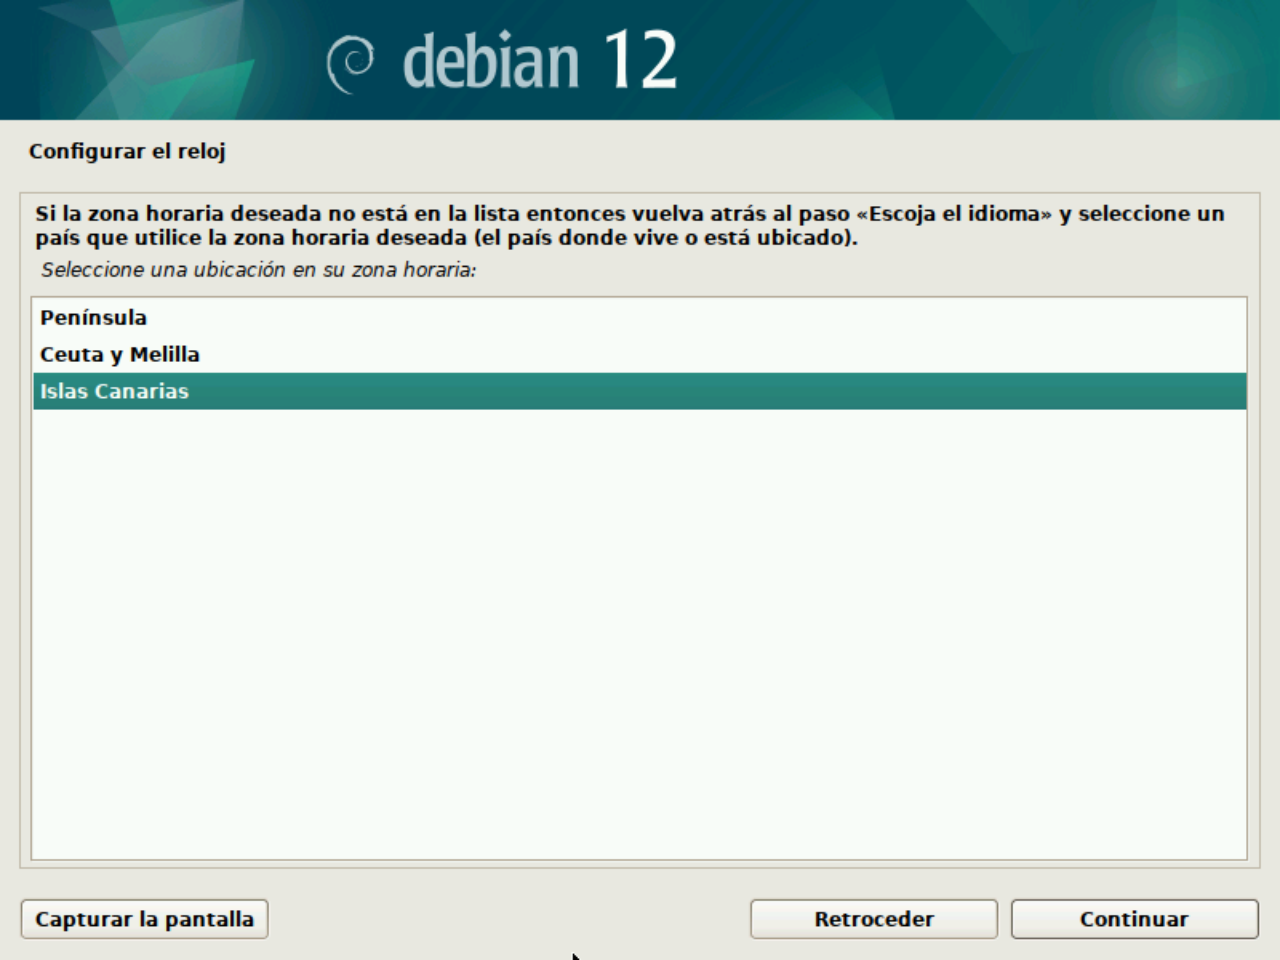 debian 12
Configurar el reloj
Si la zona horaria deseada no está en la lista entonces vuelva atrás al paso «Escoja el idioma» y seleccione un
país que utilice la zona horaria deseada (el país donde vive o está ubicado).
Seleccione una ubicación en su zona horaria:
Península
Ceuta y Melilla
Islas Canarias
Capturar la pantalla
Retroceder
Continuar